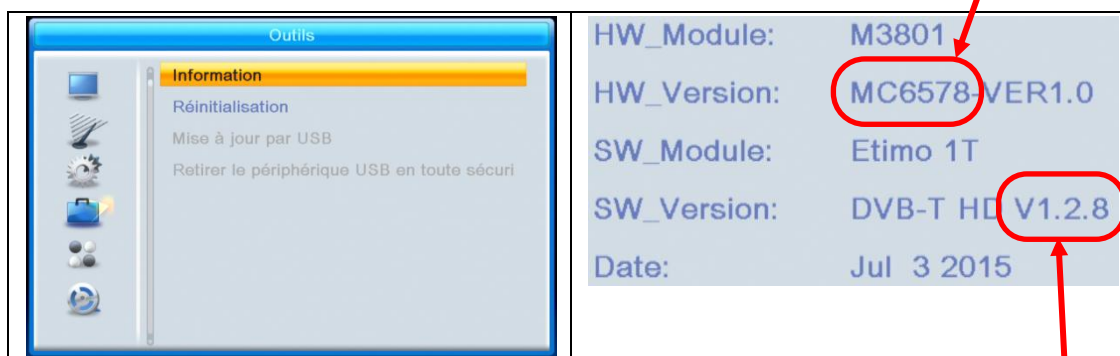 Outils
Information
Réinitialisation
Mise à jour par USB
Retirer le périphérique USB en toute sécuri
HW_Module: M3801
HW_Version: MC6578-VER1.0
SW_Module: Etimo 1T
SW_Version: DVB-T HD V1.2.8
Date: Jul 3 2015